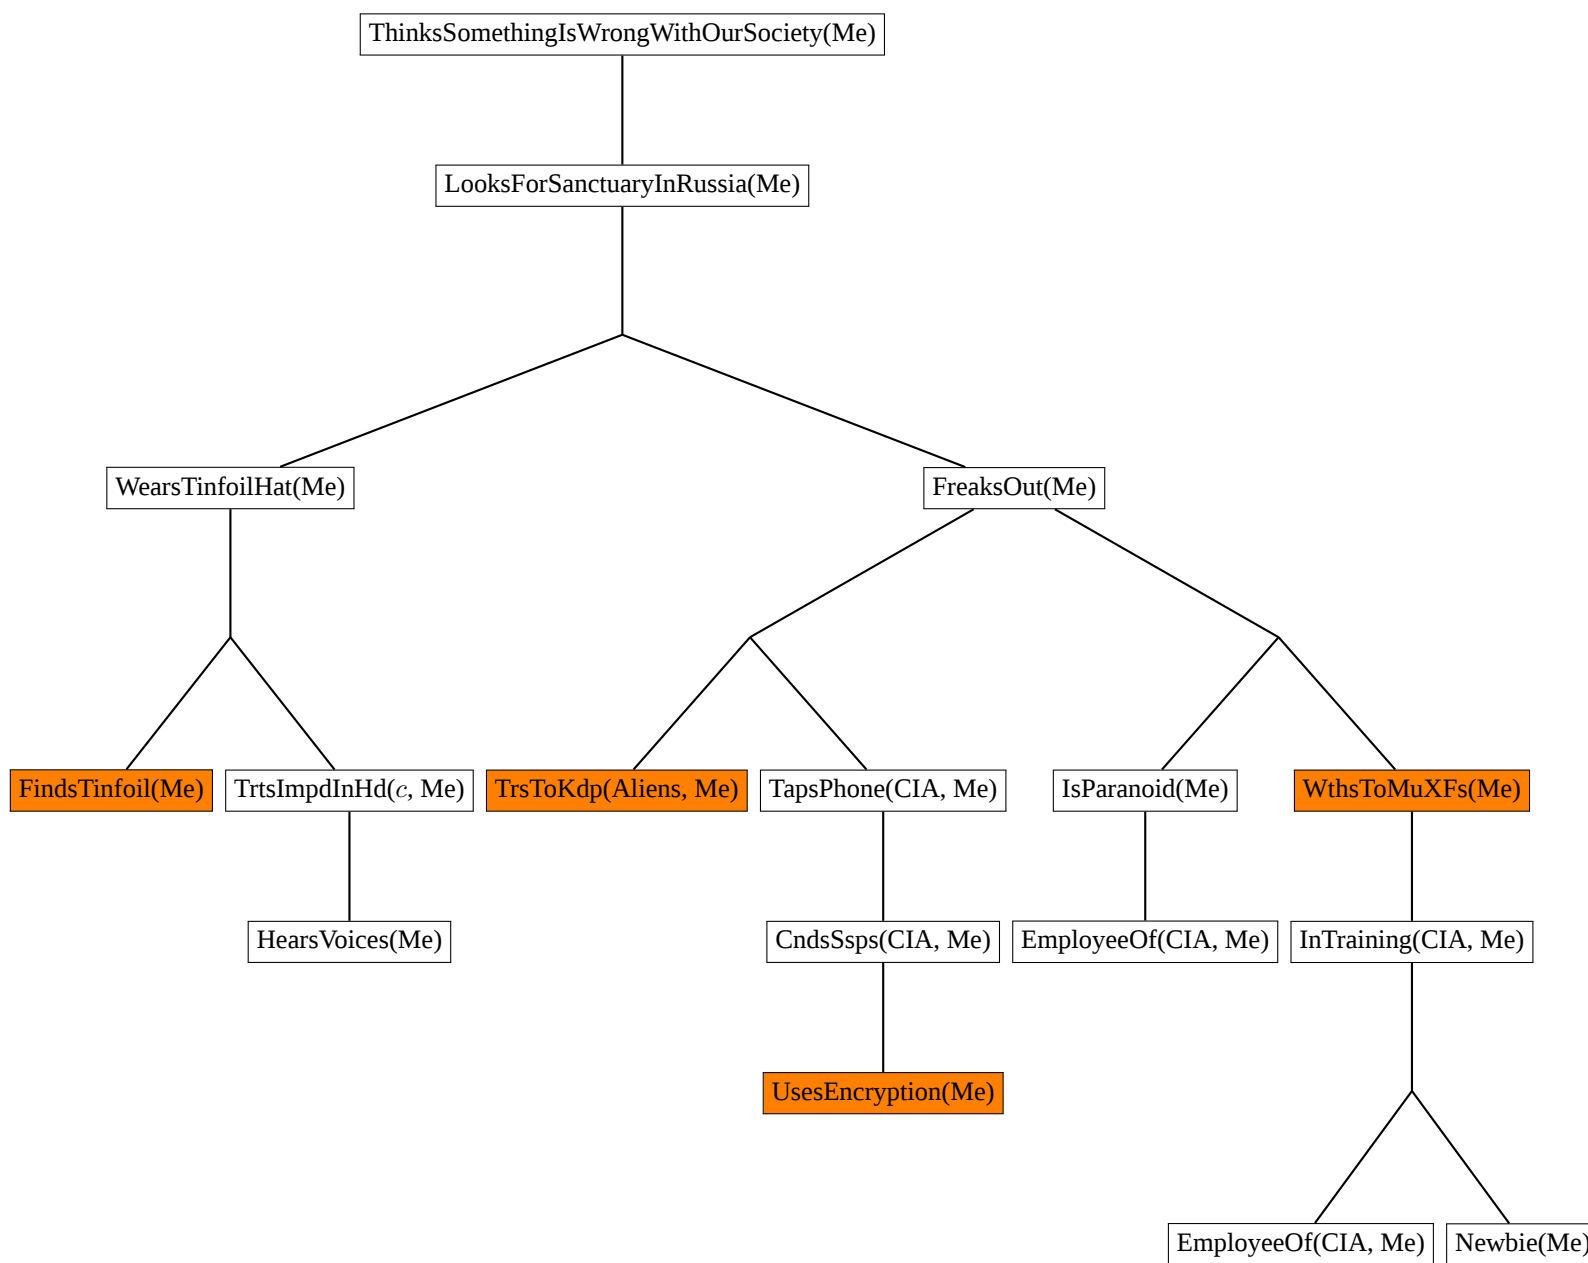 ThinksSomethingIsWrongWithOurSociety(Me)
LooksForSanctuaryInRussia(Me)
WearsTinfoilHat(Me)
FreaksOut(Me)
FindsTinfoil(Me)
TrtsImpdInHd(c, Me)
TrsToKdp(Aliens, Me)
TapsPhone(CIA, Me)
IsParanoid(Me)
WthsToMuXFs(Me)
HearsVoices(Me)
CndsSsps(CIA, Me)
EmployeeOf(CIA, Me)
InTraining(CIA, Me)
UsesEncryption(Me)
EmployeeOf(CIA, Me)
Newbie(Me)